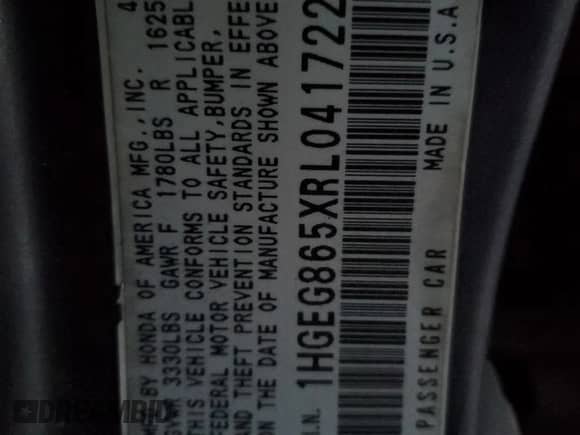 BY HONDA OF AMERICA MFG., INC. 4
GVWR 3330LBS GAWR F 1780LBS R 1625
THIS VEHICLE CONFORMS TO ALL APPLICABL
FEDERAL MOTOR VEHICLE SAFETY, BUMPER,
AND THEFT PREVENTION STANDARDS IN EFFE
ON THE DATE OF MANUFACTURE SHOWN ABOVE
I.N. 1HGEG865XRL041722
PASSENGER CAR MADE IN U.S.A
DREAMBID